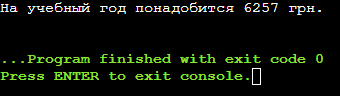 На учебный год понадобится 6257 грн.
...Program finished with exit code 0
Press ENTER to exit console.